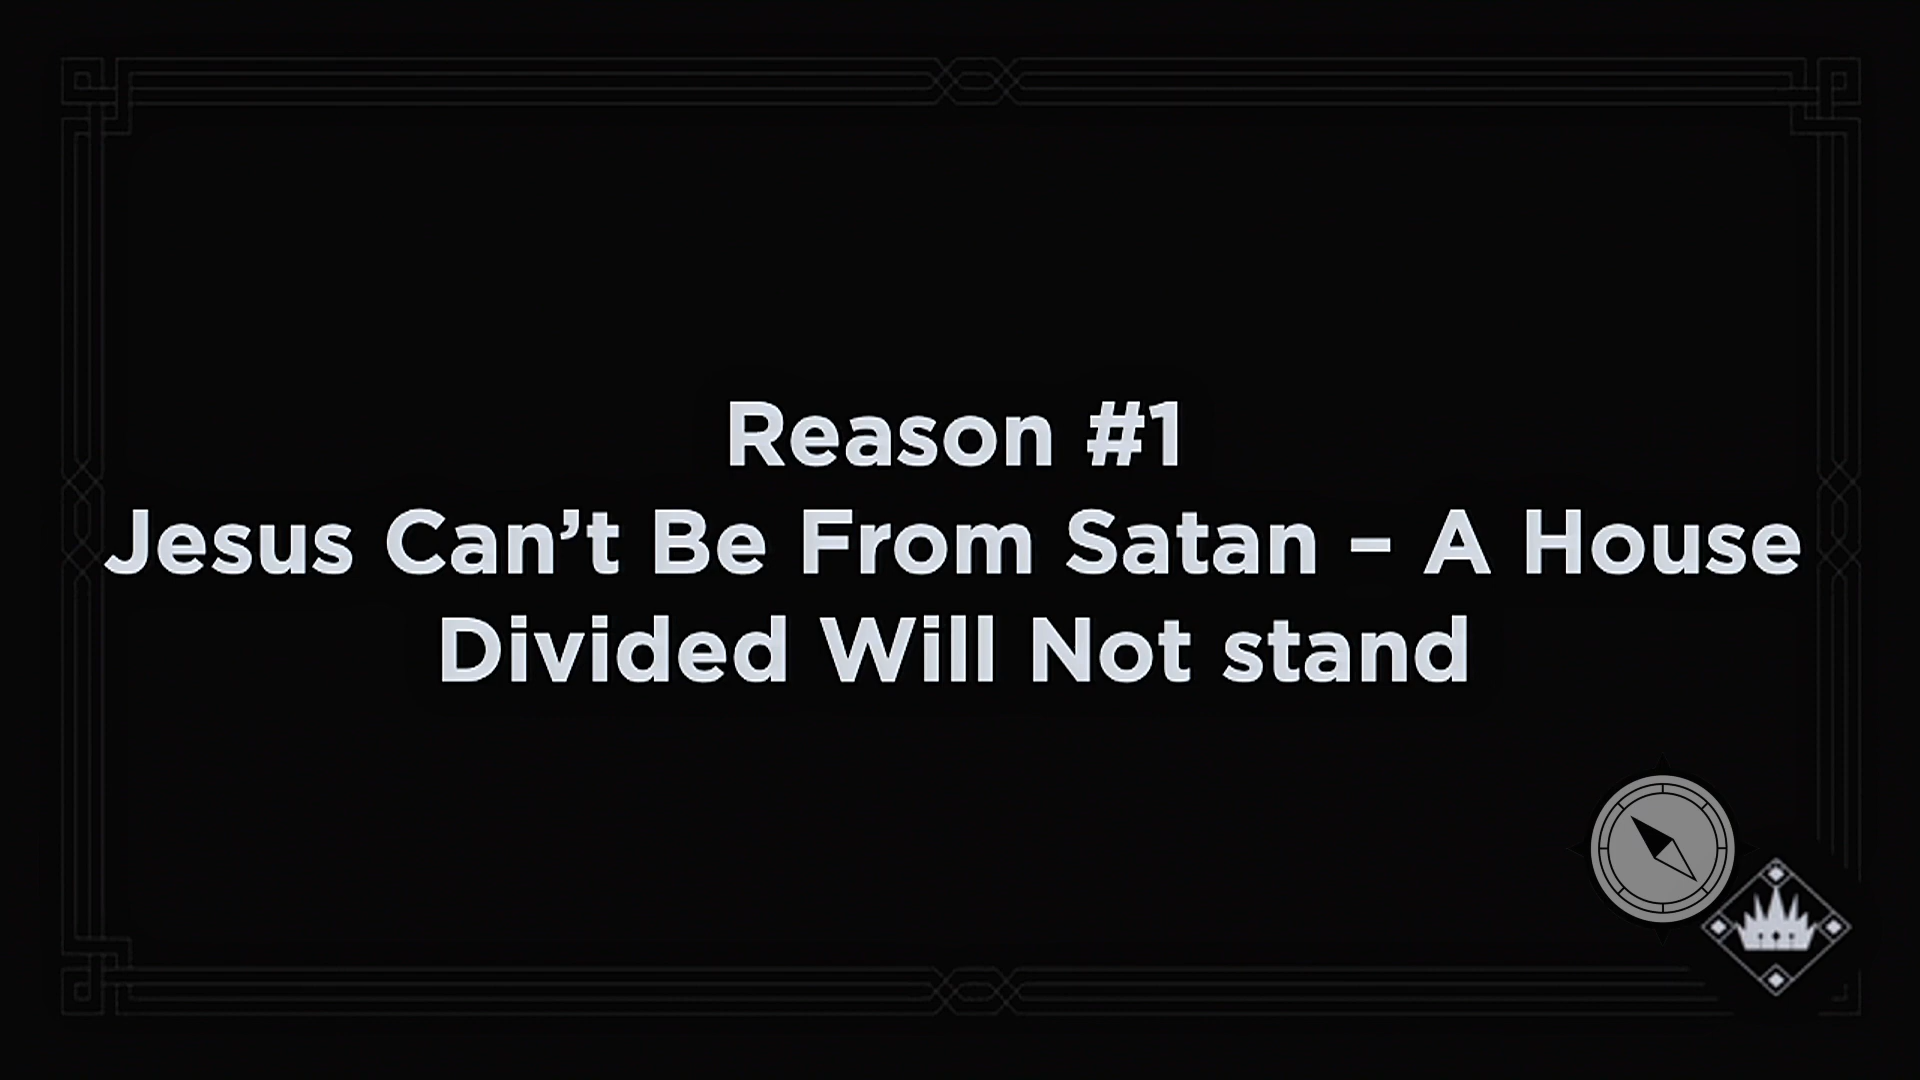 Reason #1
Jesus Can’t Be From Satan – A House
Divided Will Not stand